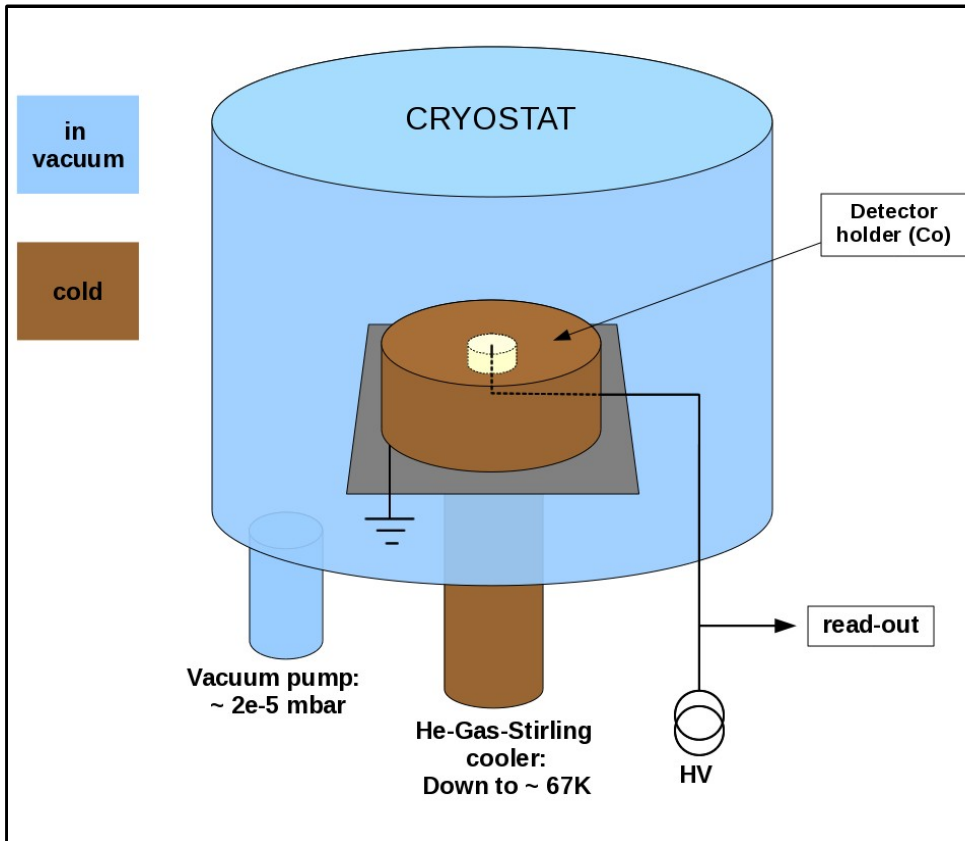 CRYOSTAT
in
vacuum
cold
Detector
holder (Co)
read-out
Vacuum pump:
~ 2e-5 mbar
He-Gas-Stirling
cooler:
Down to ~ 67K
HV